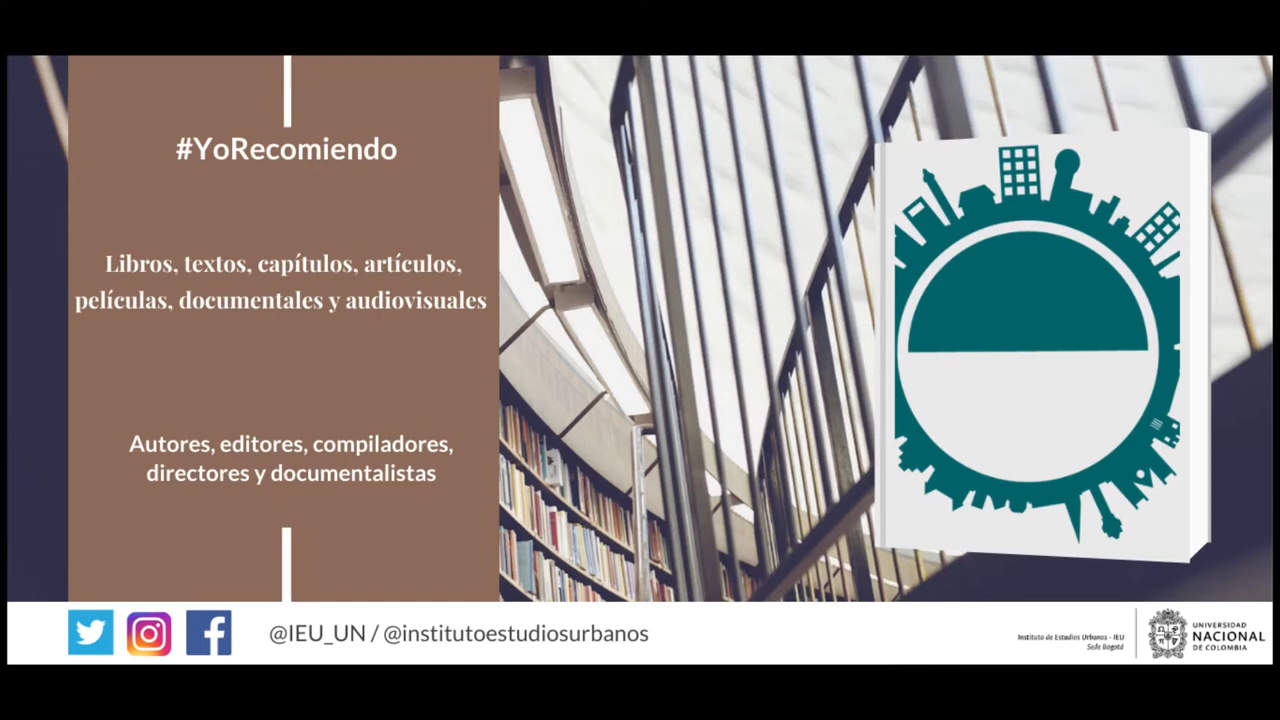 #YoRecomiendo
Libros, textos, capítulos, artículos,
películas, documentales y audiovisuales
Autores, editores, compiladores,
directores y documentalistas
@IEU_UN / @institutoestudiosurbanos
Instituto de Estudios Urbanos - IEU
Sede Bogotá
UNIVERSIDAD
NACIONAL
DE COLOMBIA